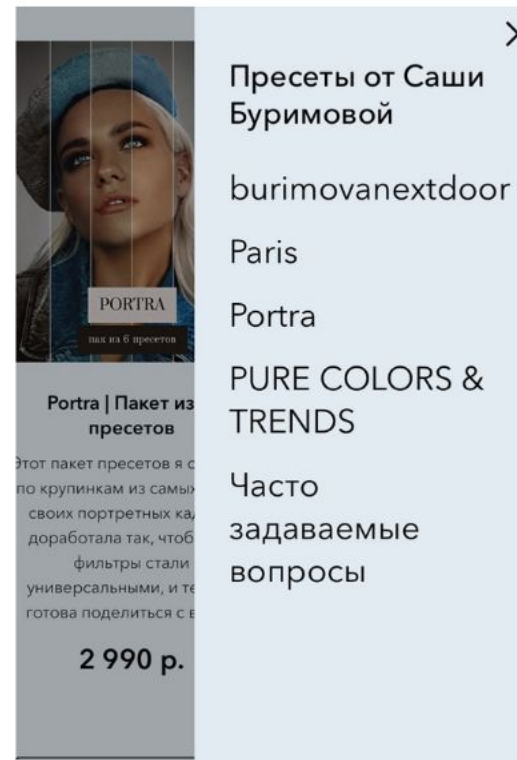 PORTRA
пак из 6 пресетов
Portra | Пакет из
пресетов
Этот пакет пресетов я с
по крупинкам из самых
своих портретных ка
доработала так, чтоб
фильтры стали
универсальными, и те
готова поделиться с в
2 990 р.
Пресеты от Саши
Буримовой
burimovanextdoor
Paris
Portra
PURE COLORS &
TRENDS
Часто
задаваемые
вопросы